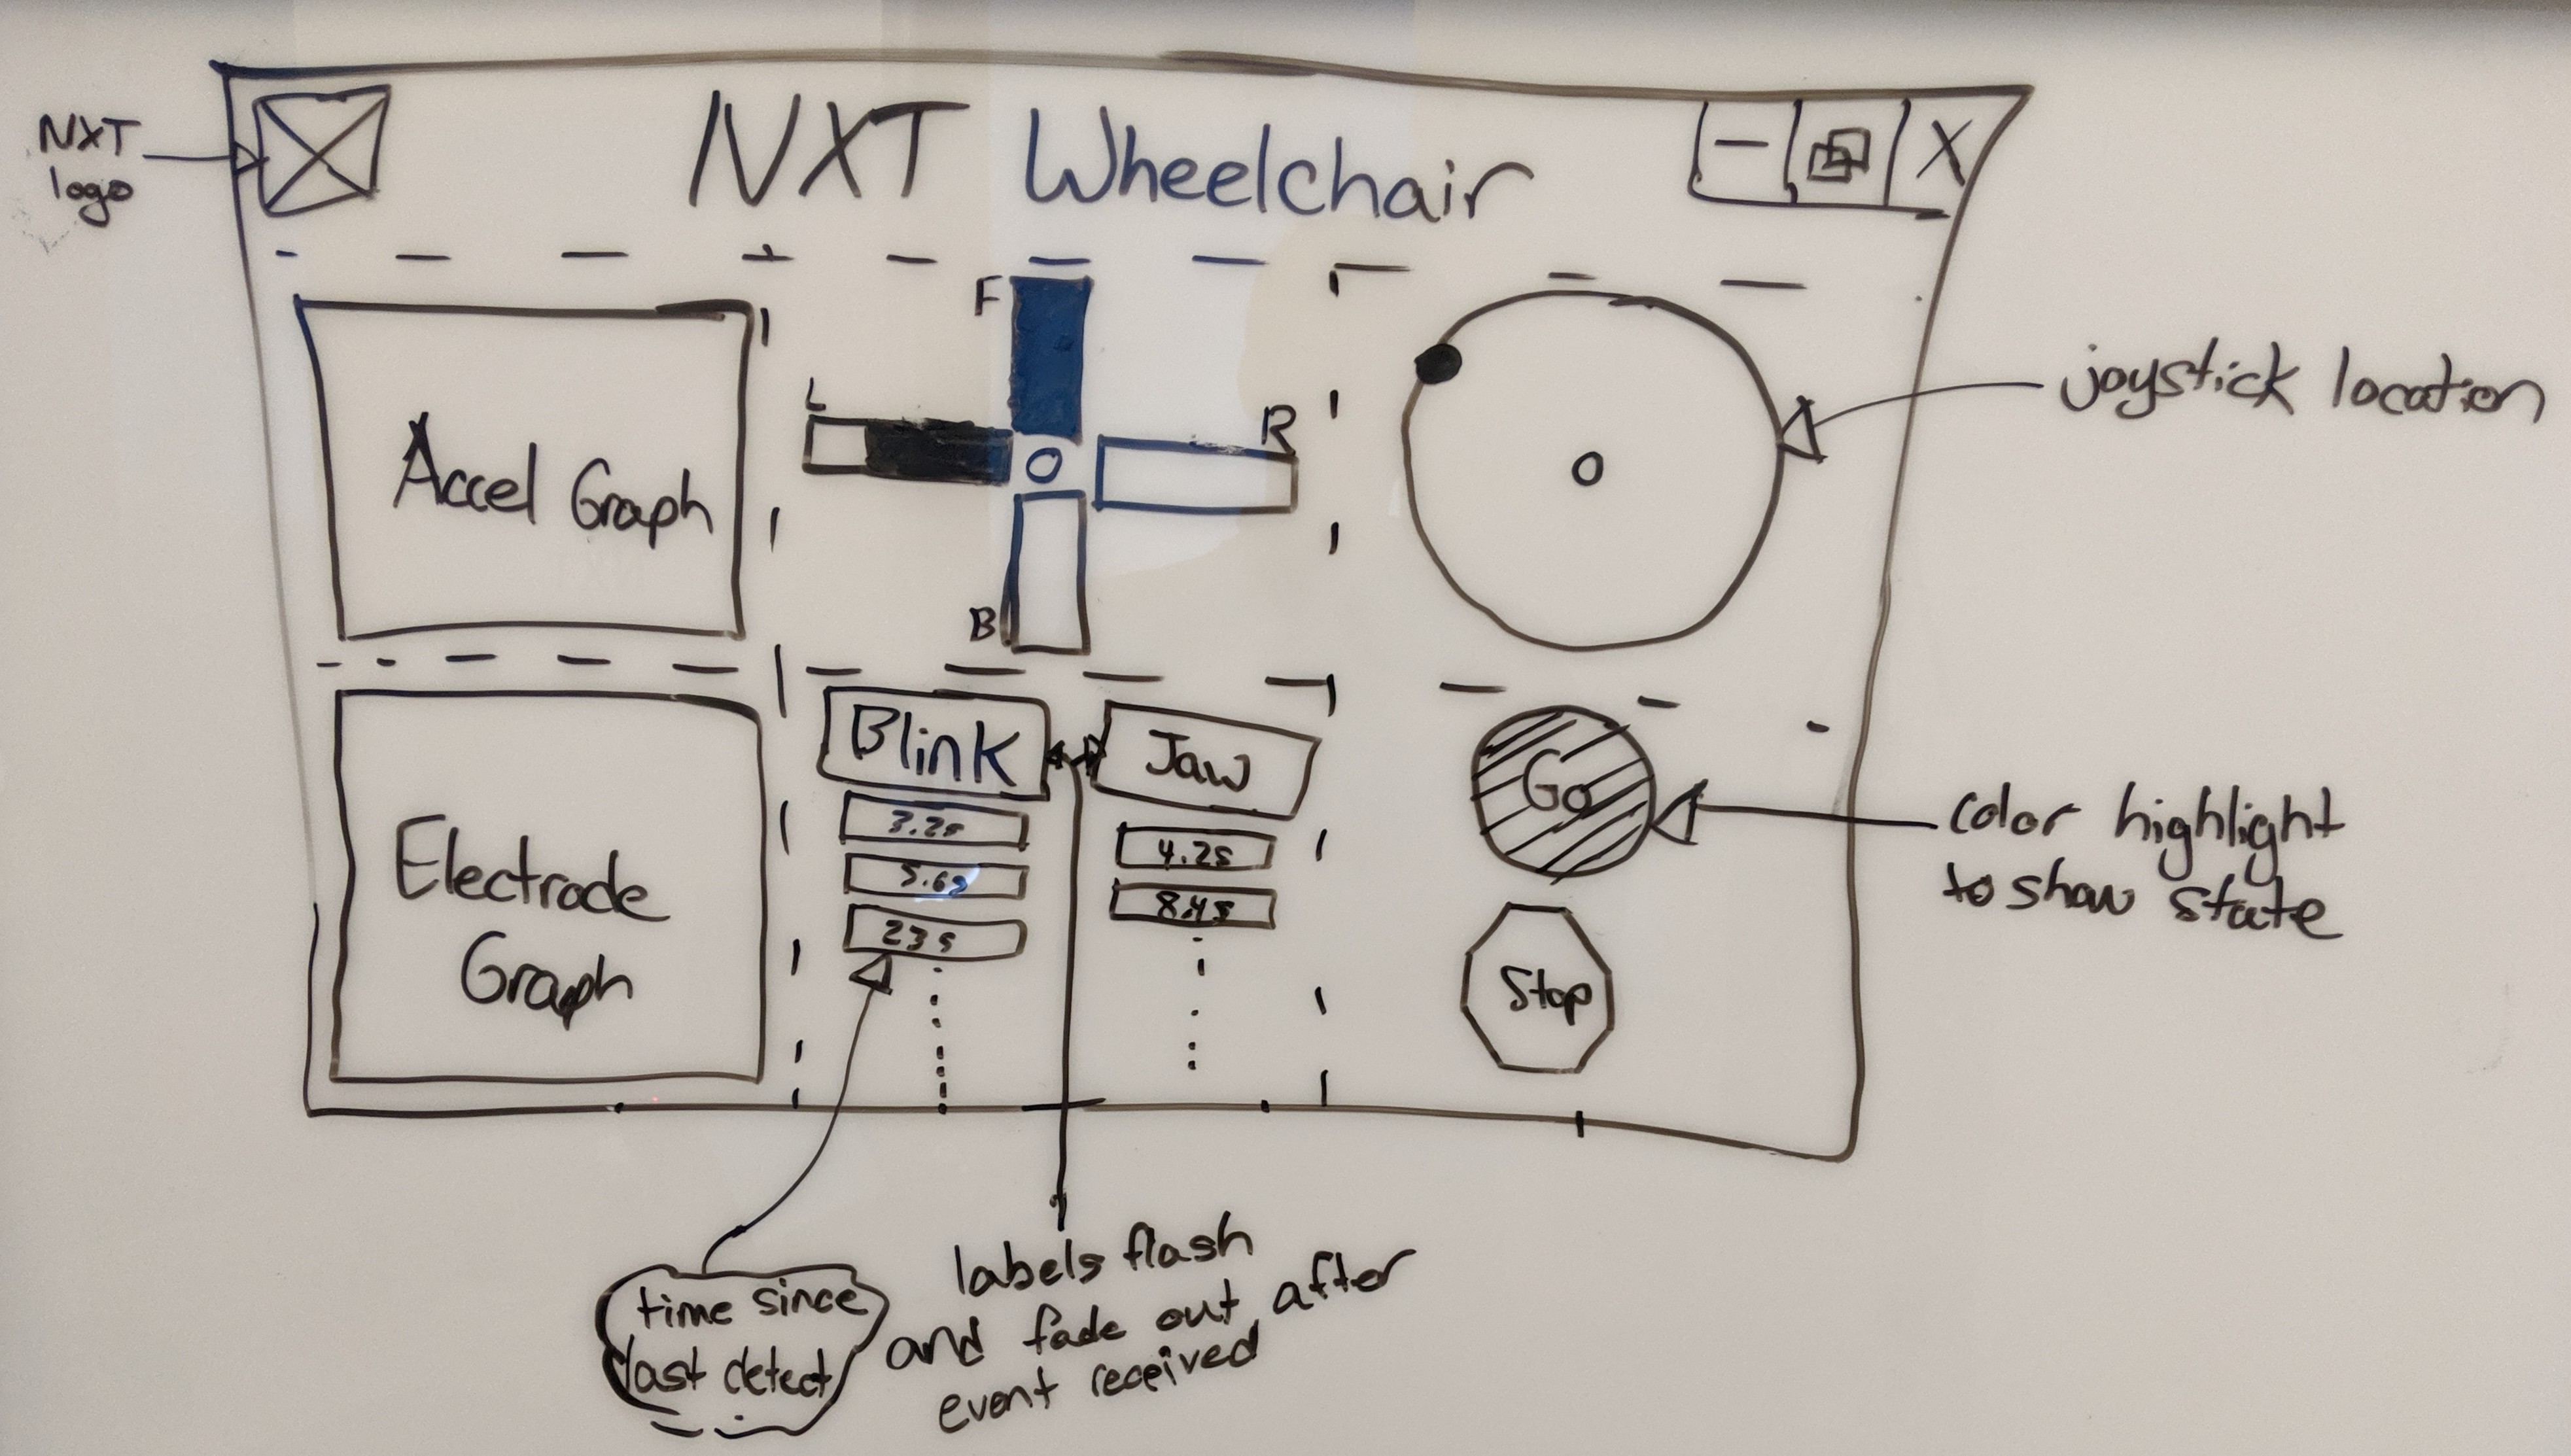 NXT
logo
NXT Wheelchair
- X
F
L
R
B
Accel Graph
joystick location
Blink
Jaw
3.2s
5.6s
23s
4.2s
8.4s
Go
Stop
color highlight
to show state
Electrode
Graph
time since
last detect
labels flash
and fade out after
event received